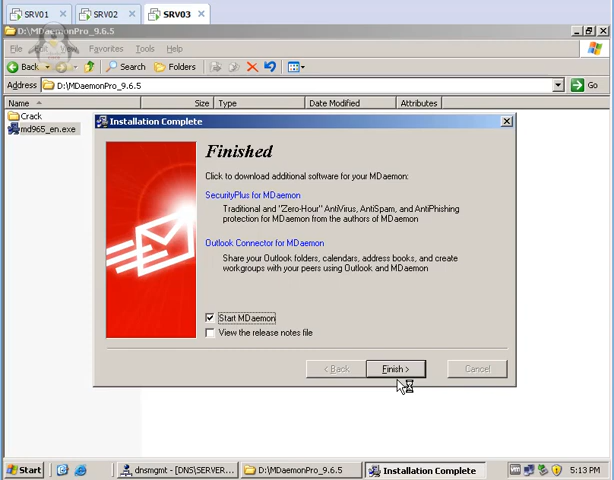 SRV01 SRV02 SRV03
D:\MDaemonPro_9.6.5
File Edit View Favorites Tools Help
Back Search Folders
Address D:\MDaemonPro_9.6.5 Go
Name Size Type Date Modified Attributes
Crack
md965_en.exe
Installation Complete
Finished
Click to download additional software for your MDaemon:
SecurityPlus for MDaemon
Traditional and "Zero-Hour" AntiVirus, AntiSpam, and AntiPhishing
protection for MDaemon from the authors of MDaemon
Outlook Connector for MDaemon
Share your Outlook folders, calendars, address books, and create
workgroups with your peers using Outlook and MDaemon
Start MDaemon
View the release notes file
< Back Finish > Cancel
Start dnsmgmt - [DNS\SERVER... D:\MDaemonPro_9.6.5 Installation Complete 5:13 PM